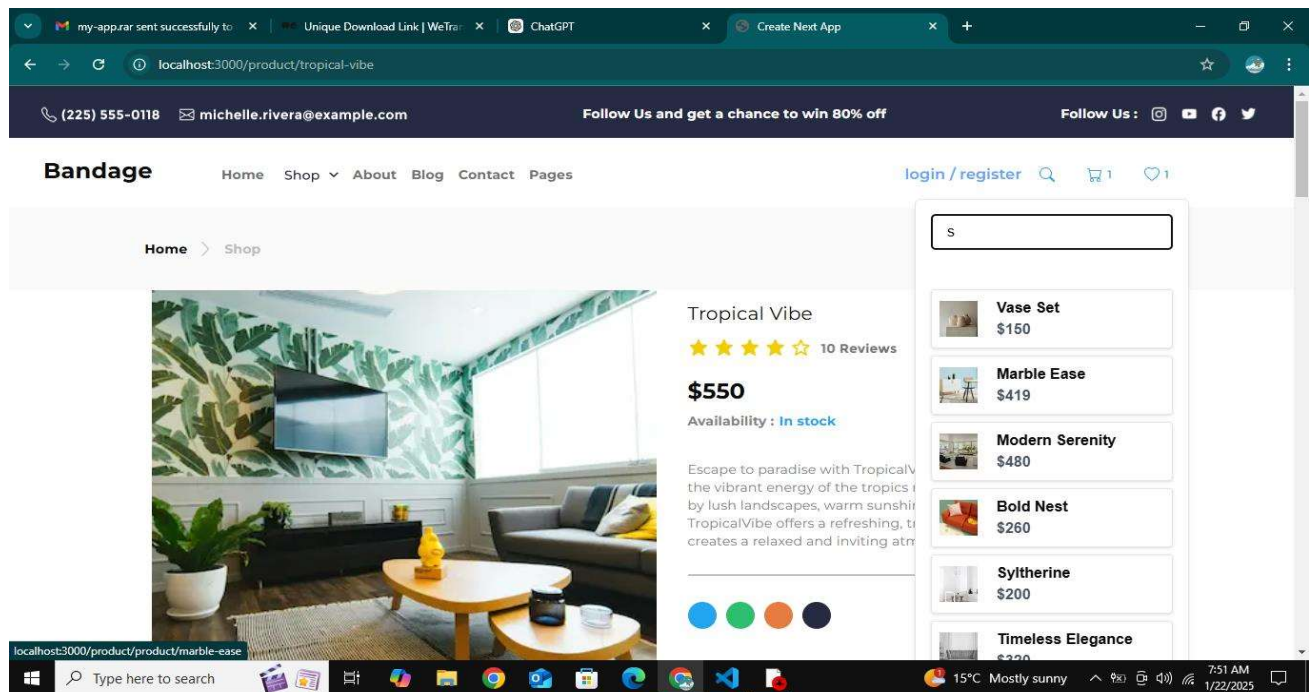 my-app.rar sent successfully to
Unique Download Link | WeTran
ChatGPT
Create Next App
localhost:3000/product/tropical-vibe
(225) 555-0118
michelle.rivera@example.com
Follow Us and get a chance to win 80% off
Follow Us :
Bandage
Home Shop About Blog Contact Pages
login / register
1
1
Home
Shop
s
Vase Set
$150
Marble Ease
$419
Modern Serenity
$480
Bold Nest
$260
Syltherine
$200
Timeless Elegance
$320
Tropical Vibe
10 Reviews
$550
Availability : In stock
Escape to paradise with TropicalV
the vibrant energy of the tropics
by lush landscapes, warm sunshin
TropicalVibe offers a refreshing, tr
creates a relaxed and inviting atm
localhost:3000/product/product/marble-ease
Type here to search
15°C Mostly sunny
7:51 AM
1/22/2025